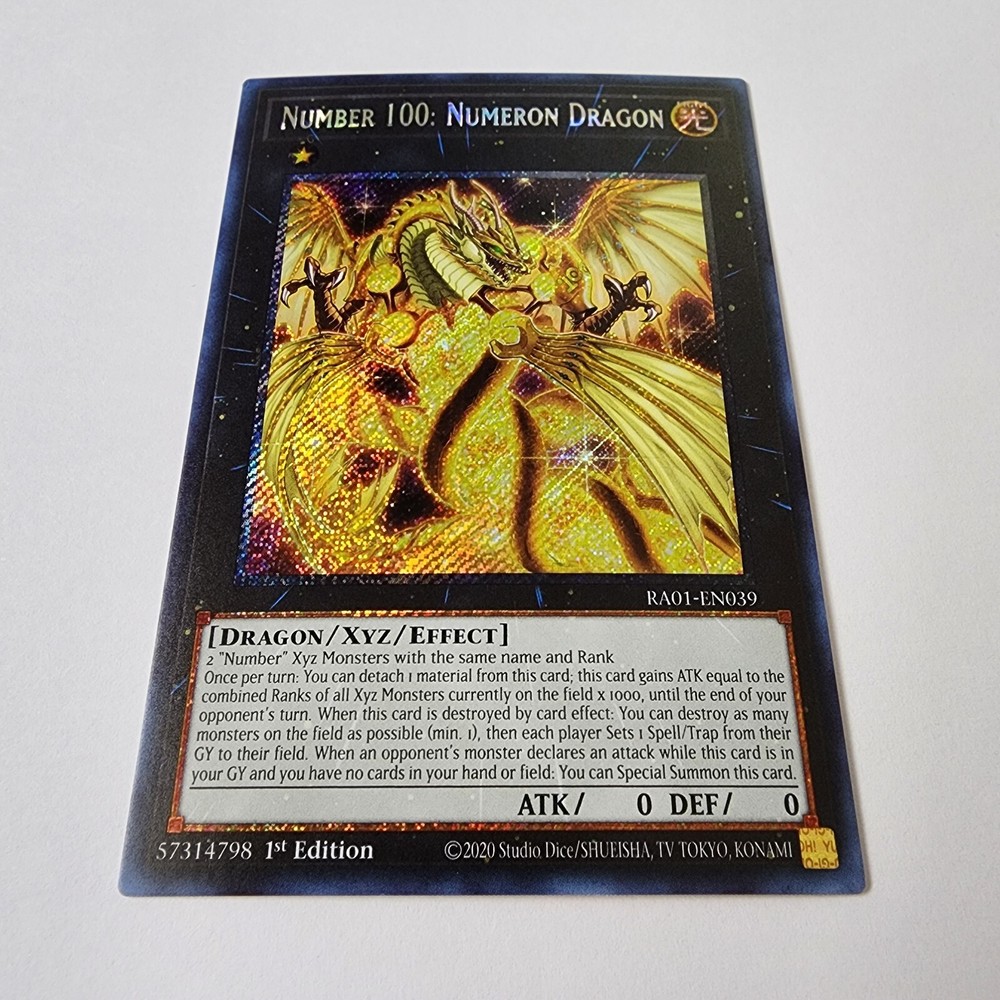 NUMBER 100: NUMERON DRAGON 光
RA01-EN039
[DRAGON/XYZ/EFFECT]
2 "Number" Xyz Monsters with the same name and Rank
Once per turn: You can detach 1 material from this card; this card gains ATK equal to the
combined Ranks of all Xyz Monsters currently on the field x 1000, until the end of your
opponent's turn. When this card is destroyed by card effect: You can destroy as many
monsters on the field as possible (min. 1), then each player Sets 1 Spell/Trap from their
GY to their field. When an opponent's monster declares an attack while this card is in
your GY and you have no cards in your hand or field: You can Special Summon this card.
ATK/ 0 DEF/ 0
57314798 1st Edition ©2020 Studio Dice/SHUEISHA, TV TOKYO, KONAMI